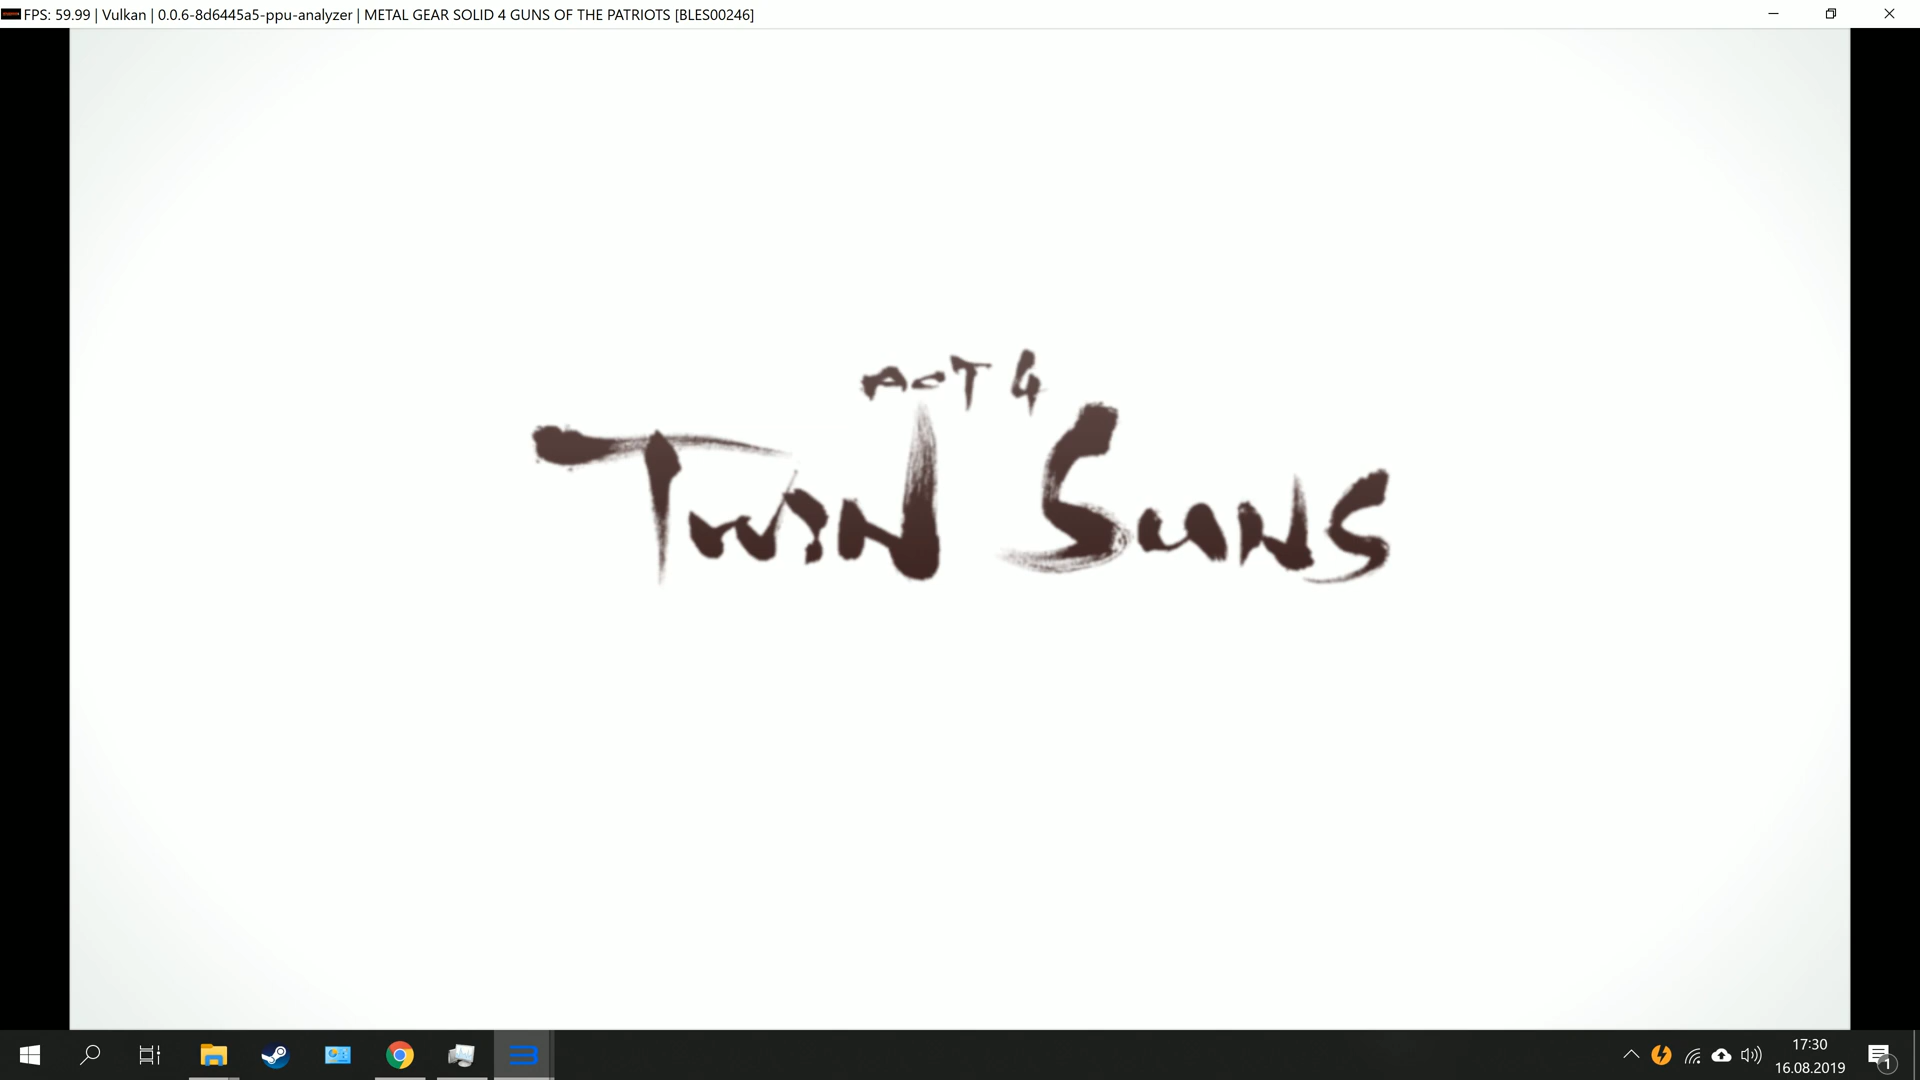 FPS: 59.99 | Vulkan | 0.0.6-8d6445a5-ppu-analyzer | METAL GEAR SOLID 4 GUNS OF THE PATRIOTS [BLES00246]
ACT 4
TWIN SUNS
17:30
16.08.2019
1